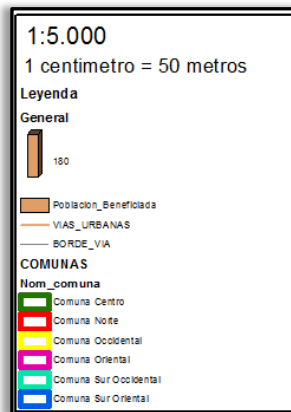 1:5.000
1 centimetro = 50 metros
Leyenda
General
180
Poblacion_Beneficiada
VIAS_URBANAS
BORDE_VIA
COMUNAS
Nom_comuna
Comuna Centro
Comuna Norte
Comuna Occidental
Comuna Oriental
Comuna Sur Occidental
Comuna Sur Oriental